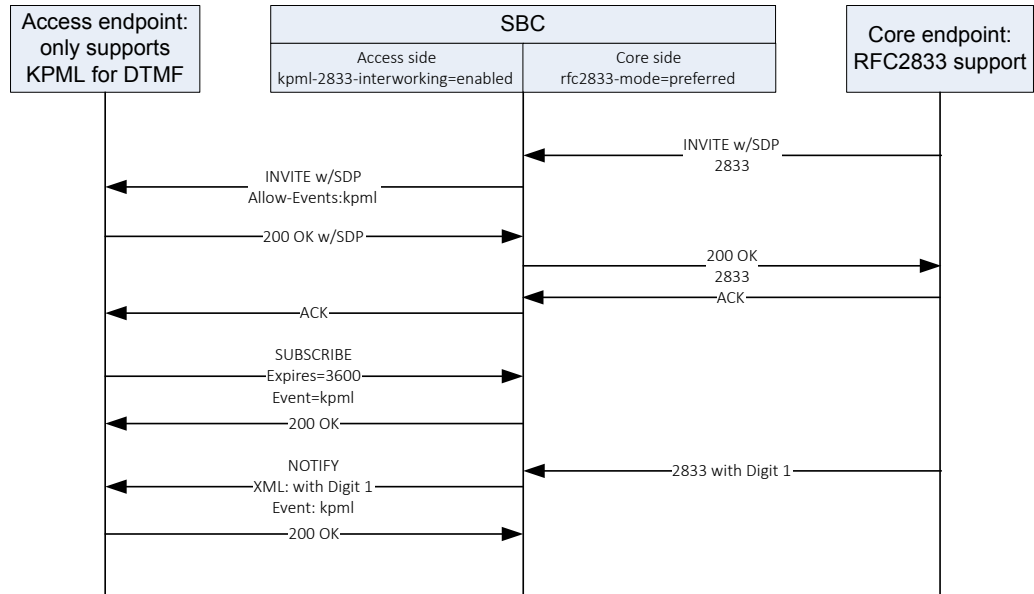 Access endpoint:
only supports
KPML for DTMF
SBC
Access side
kpml-2833-interworking=enabled
Core side
rfc2833-mode=preferred
Core endpoint:
RFC2833 support
INVITE w/SDP
2833
INVITE w/SDP
Allow-Events:kpml
200 OK w/SDP
200 OK
2833
ACK
ACK
SUBSCRIBE
Expires=3600
Event=kpml
200 OK
2833 with Digit 1
NOTIFY
XML: with Digit 1
Event: kpml
200 OK